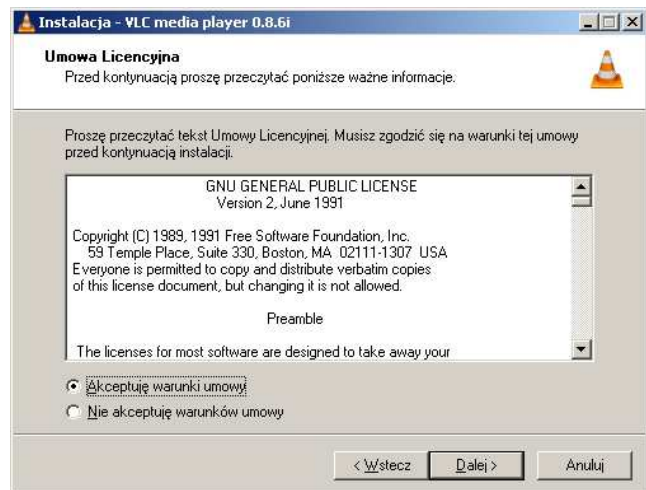 Instalacja - VLC media player 0.8.6i
Umowa Licencyjna
Przed kontynuacją proszę przeczytać poniższe ważne informacje.
Proszę przeczytać tekst Umowy Licencyjnej. Musisz zgodzić się na warunki tej umowy
przed kontynuacją instalacji.
GNU GENERAL PUBLIC LICENSE
Version 2, June 1991
Copyright (C) 1989, 1991 Free Software Foundation, Inc.
59 Temple Place, Suite 330, Boston, MA 02111-1307 USA
Everyone is permitted to copy and distribute verbatim copies
of this license document, but changing it is not allowed.
Preamble
The licenses for most software are designed to take away your
Akceptuję warunki umowy
Nie akceptuję warunków umowy
< Wstecz Dalej > Anuluj